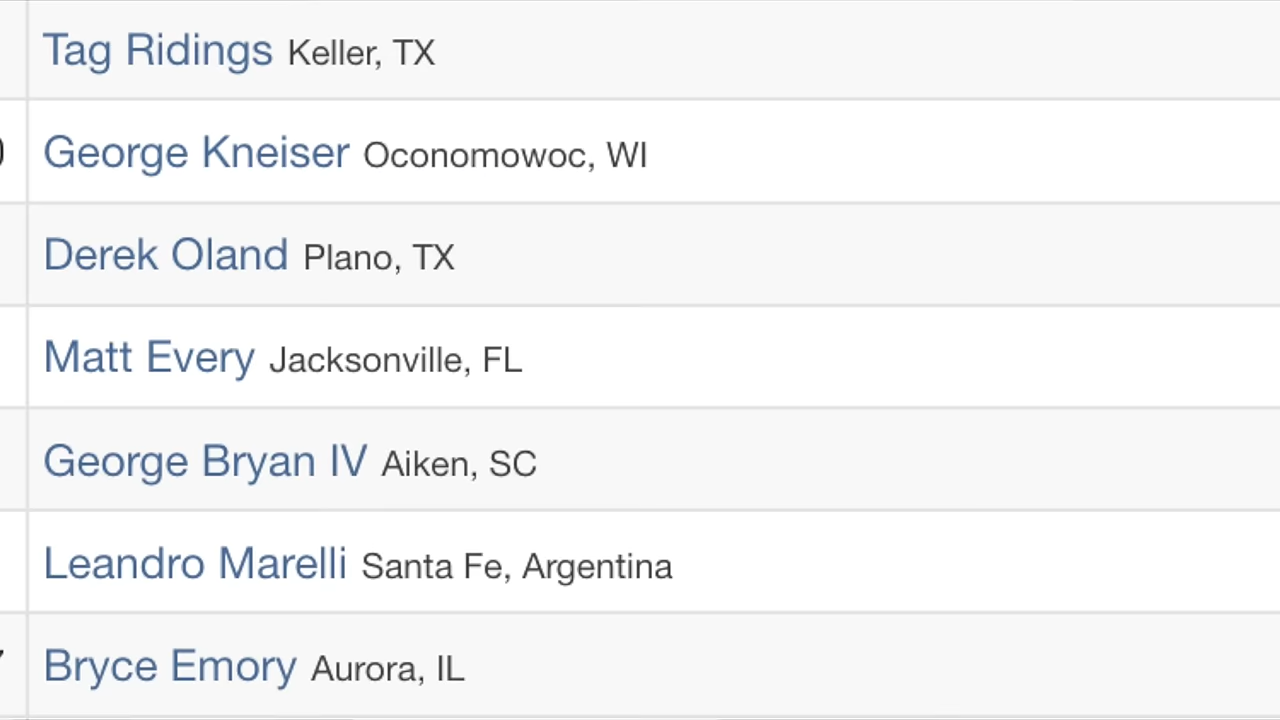 Tag Ridings Keller, TX
George Kneiser Oconomowoc, WI
Derek Oland Plano, TX
Matt Every Jacksonville, FL
George Bryan IV Aiken, SC
Leandro Marelli Santa Fe, Argentina
Bryce Emory Aurora, IL